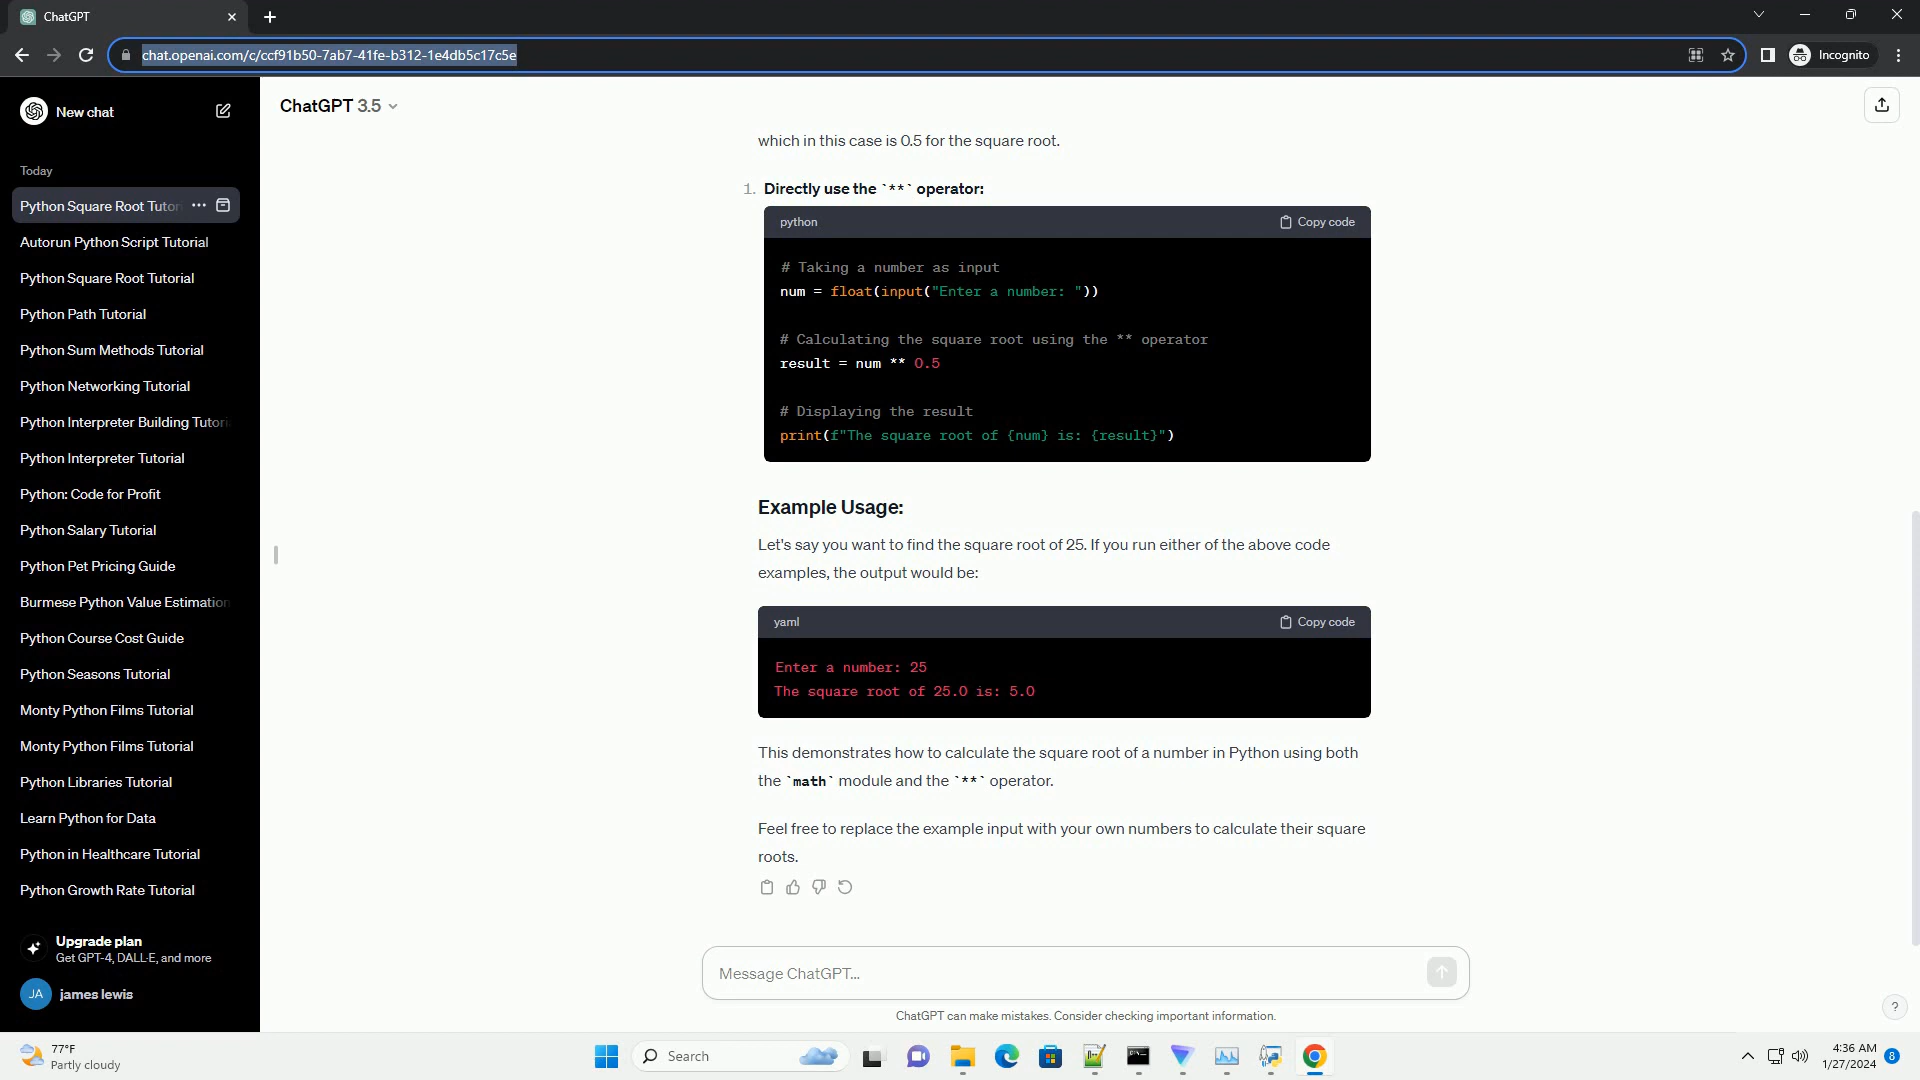 ChatGPT
chat.openai.com/c/ccf91b50-7ab7-41fe-b312-1e4db5c17c5e
Incognito
New chat
Today
Python Square Root Tutor
Autorun Python Script Tutorial
Python Square Root Tutorial
Python Path Tutorial
Python Sum Methods Tutorial
Python Networking Tutorial
Python Interpreter Building Tutori
Python Interpreter Tutorial
Python: Code for Profit
Python Salary Tutorial
Python Pet Pricing Guide
Burmese Python Value Estimation
Python Course Cost Guide
Python Seasons Tutorial
Monty Python Films Tutorial
Monty Python Films Tutorial
Python Libraries Tutorial
Learn Python for Data
Python in Healthcare Tutorial
Python Growth Rate Tutorial
Upgrade plan
Get GPT-4, DALL·E, and more
JA james lewis
ChatGPT 3.5
which in this case is 0.5 for the square root.
1. Directly use the `**` operator:
python Copy code
# Taking a number as input
num = float(input("Enter a number: "))
# Calculating the square root using the ** operator
result = num ** 0.5
# Displaying the result
print(f"The square root of {num} is: {result}")
Example Usage:
Let's say you want to find the square root of 25. If you run either of the above code
examples, the output would be:
yaml Copy code
Enter a number: 25
The square root of 25.0 is: 5.0
This demonstrates how to calculate the square root of a number in Python using both
the `math` module and the `**` operator.
Feel free to replace the example input with your own numbers to calculate their square
roots.
Message ChatGPT...
ChatGPT can make mistakes. Consider checking important information.
?
77°F
Partly cloudy
Search
4:36 AM
1/27/2024
8